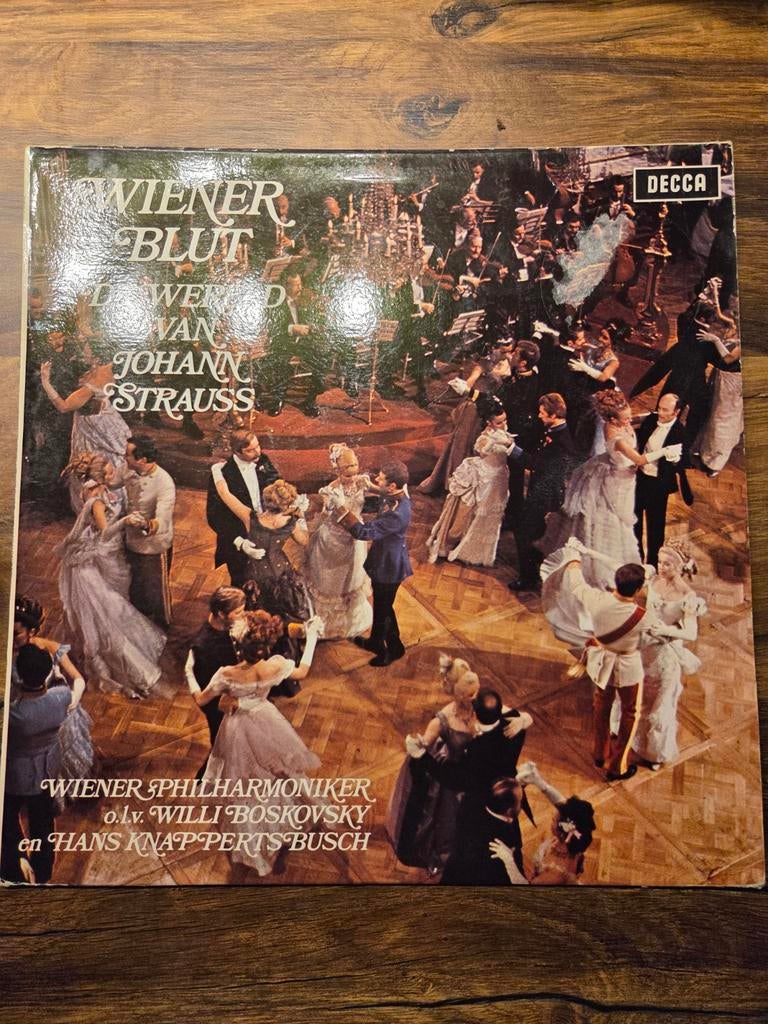 WIENER
BLUT
DE WERELD
VAN
JOHANN
STRAUSS
DECCA
WIENER PHILHARMONIKER
o.l.v. WILLI BOSKOVSKY
en HANS KNAPPERTSBUSCH